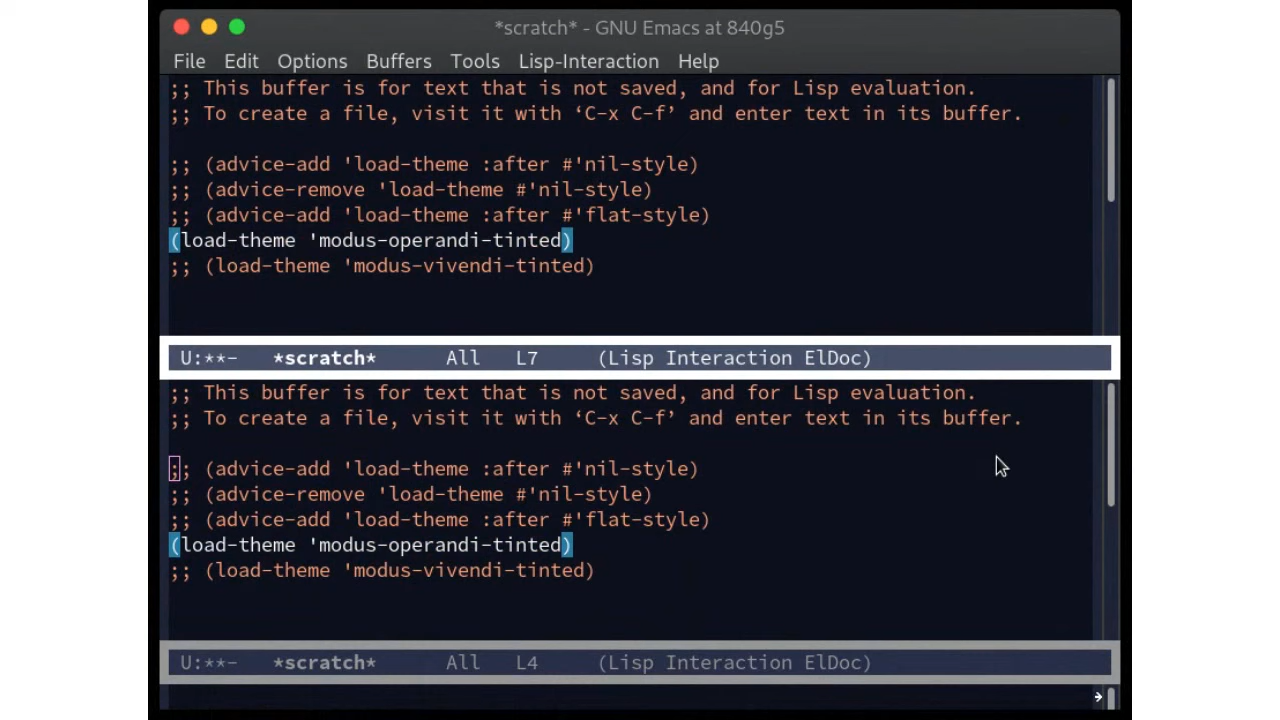 *scratch* - GNU Emacs at 840g5
File Edit Options Buffers Tools Lisp-Interaction Help
;; This buffer is for text that is not saved, and for Lisp evaluation.
;; To create a file, visit it with ‘C-x C-f’ and enter text in its buffer.
;; (advice-add 'load-theme :after #'nil-style)
;; (advice-remove 'load-theme #'nil-style)
;; (advice-add 'load-theme :after #'flat-style)
(load-theme 'modus-operandi-tinted)
;; (load-theme 'modus-vivendi-tinted)
U:**- *scratch* All L7 (Lisp Interaction ElDoc)
;; This buffer is for text that is not saved, and for Lisp evaluation.
;; To create a file, visit it with ‘C-x C-f’ and enter text in its buffer.
;; (advice-add 'load-theme :after #'nil-style)
;; (advice-remove 'load-theme #'nil-style)
;; (advice-add 'load-theme :after #'flat-style)
(load-theme 'modus-operandi-tinted)
;; (load-theme 'modus-vivendi-tinted)
U:**- *scratch* All L4 (Lisp Interaction ElDoc)